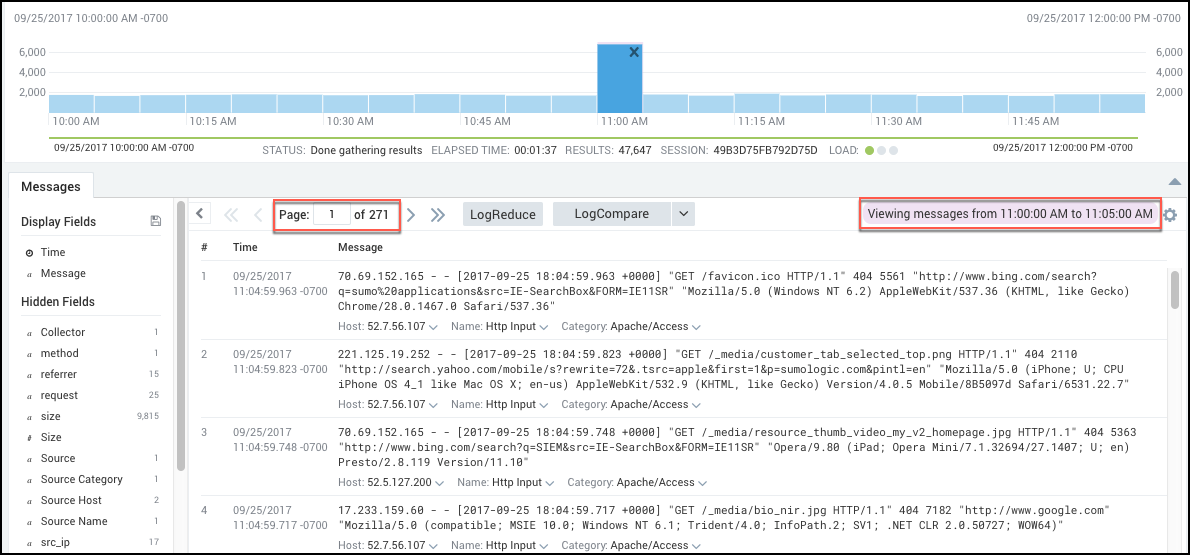 09/25/2017 10:00:00 AM -0700 09/25/2017 12:00:00 PM -0700
6,000 6,000
4,000 4,000
2,000 2,000
10:00 AM 10:15 AM 10:30 AM 10:45 AM 11:00 AM 11:15 AM 11:30 AM 11:45 AM
09/25/2017 10:00:00 AM -0700 STATUS: Done gathering results ELAPSED TIME: 00:01:37 RESULTS: 47,647 SESSION: 49B3D75FB792D75D LOAD: 09/25/2017 12:00:00 PM -0700
Messages
Display Fields
Time
a Message
Hidden Fields
a Collector 1
a method 1
a referrer 15
a request 25
a size 9,815
# Size
a Source 1
a Source Category 1
a Source Host 2
a Source Name 1
a src_ip 17
Page: 1 of 271 LogReduce LogCompare Viewing messages from 11:00:00 AM to 11:05:00 AM
# Time Message
1 09/25/2017 70.69.152.165 - - [2017-09-25 18:04:59.963 +0000] "GET /favicon.ico HTTP/1.1" 404 5561 "http://www.bing.com/search?
11:04:59.963 -0700 q=sumo%20applications&src=IE-SearchBox&FORM=IE11SR" "Mozilla/5.0 (Windows NT 6.2) AppleWebKit/537.36 (KHTML, like Gecko)
Chrome/28.0.1467.0 Safari/537.36"
Host: 52.7.56.107 Name: Http Input Category: Apache/Access
2 09/25/2017 221.125.19.252 - - [2017-09-25 18:04:59.823 +0000] "GET /_media/customer_tab_selected_top.png HTTP/1.1" 404 2110
11:04:59.823 -0700 "http://search.yahoo.com/mobile/s?rewrite=72&.tsrc=apple&first=1&p=sumologic.com&pintl=en" "Mozilla/5.0 (iPhone; U; CPU
iPhone OS 4_1 like Mac OS X; en-us) AppleWebKit/532.9 (KHTML, like Gecko) Version/4.0.5 Mobile/8B5097d Safari/6531.22.7"
Host: 52.7.56.107 Name: Http Input Category: Apache/Access
3 09/25/2017 70.69.152.165 - - [2017-09-25 18:04:59.748 +0000] "GET /_media/resource_thumb_video_my_v2_homepage.jpg HTTP/1.1" 404 5363
11:04:59.748 -0700 "http://www.bing.com/search?q=SIEM&src=IE-SearchBox&FORM=IE11SR" "Opera/9.80 (iPad; Opera Mini/7.1.32694/27.1407; U; en)
Presto/2.8.119 Version/11.10"
Host: 52.5.127.200 Name: Http Input Category: Apache/Access
4 09/25/2017 17.233.159.60 - - [2017-09-25 18:04:59.717 +0000] "GET /_media/bio_nir.jpg HTTP/1.1" 404 7182 "http://www.google.com"
11:04:59.717 -0700 "Mozilla/5.0 (compatible; MSIE 10.0; Windows NT 6.1; Trident/4.0; InfoPath.2; SV1; .NET CLR 2.0.50727; WOW64)"
Host: 52.7.56.107 Name: Http Input Category: Apache/Access